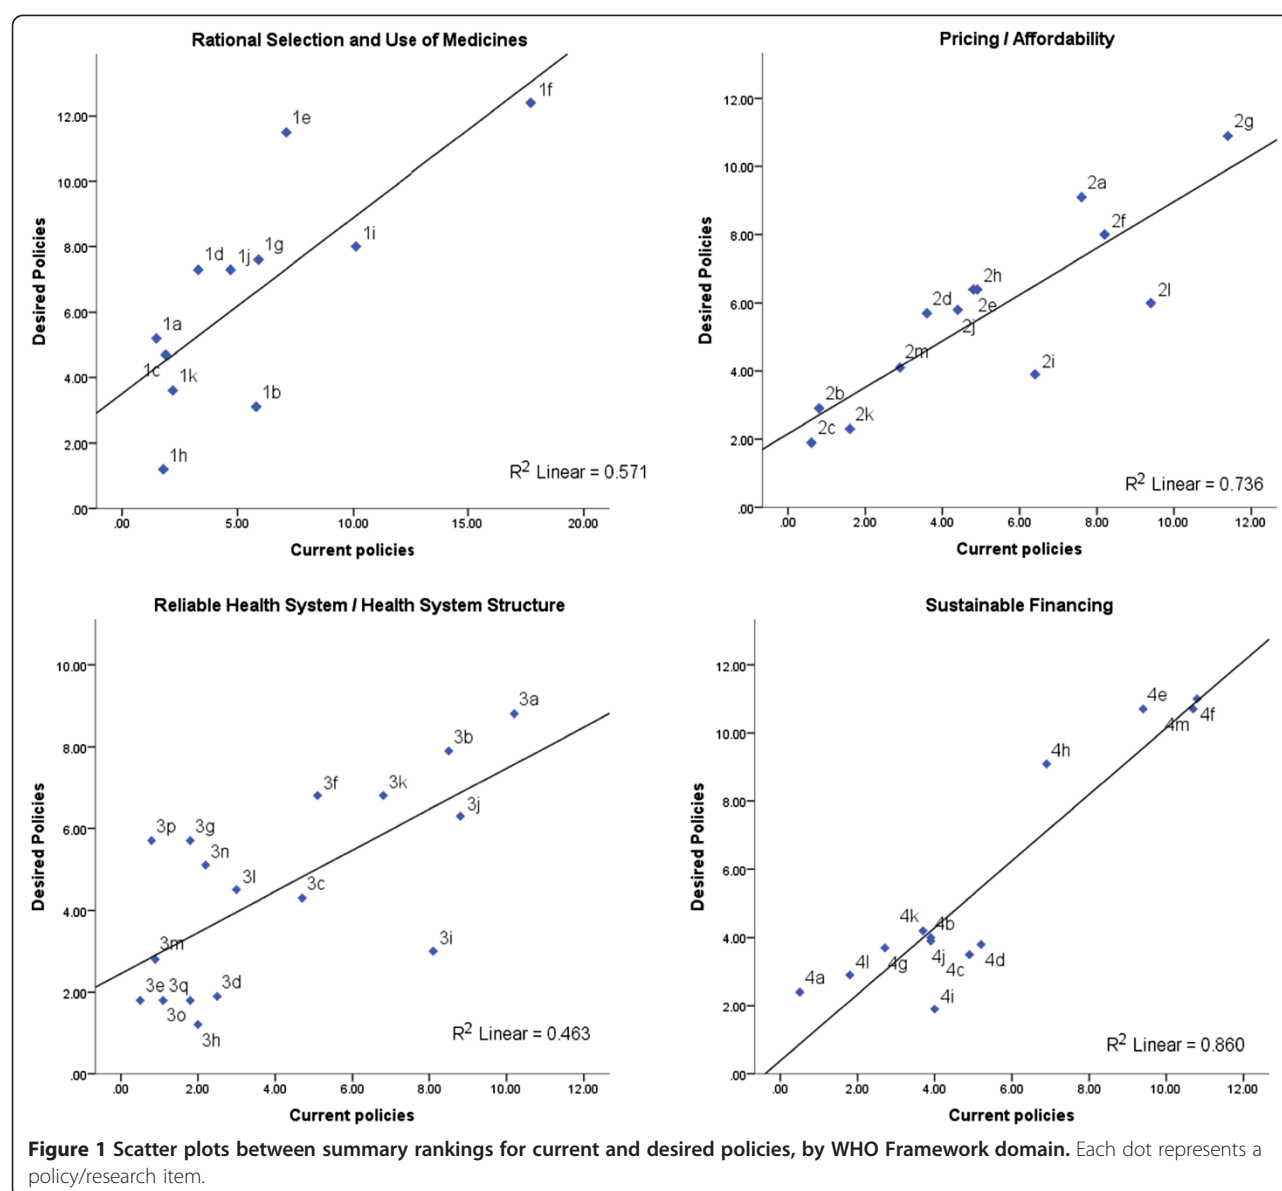 Rational Selection and Use of Medicines
Desired Policies
12.00
10.00
8.00
6.00
4.00
2.00
.00
1f
1e
1i
1d
1j
1g
1a
1c
1k
1b
1h
R2 Linear = 0.571
.00 5.00 10.00 15.00 20.00
Current policies
Pricing / Affordability
Desired Policies
12.00
10.00
8.00
6.00
4.00
2.00
.00
2g
2a
2f
2h
2l
2d
2e
2j
2m
2i
2b
2k
2c
R2 Linear = 0.736
.00 2.00 4.00 6.00 8.00 10.00 12.00
Current policies
Reliable Health System / Health System Structure
Desired Policies
10.00
8.00
6.00
4.00
2.00
.00
3a
3b
3f
3k
3j
3p
3g
3n
3l
3c
3i
3m
3e
3q
3d
3o
3h
R2 Linear = 0.463
.00 2.00 4.00 6.00 8.00 10.00 12.00
Current policies
Sustainable Financing
Desired Policies
12.00
10.00
8.00
6.00
4.00
2.00
.00
4e
4f
4m
4h
4k
4b
4j
4l
4g
4c
4d
4a
4i
R2 Linear = 0.860
.00 2.00 4.00 6.00 8.00 10.00 12.00
Current policies
Figure 1 Scatter plots between summary rankings for current and desired policies, by WHO Framework domain. Each dot represents a
policy/research item.